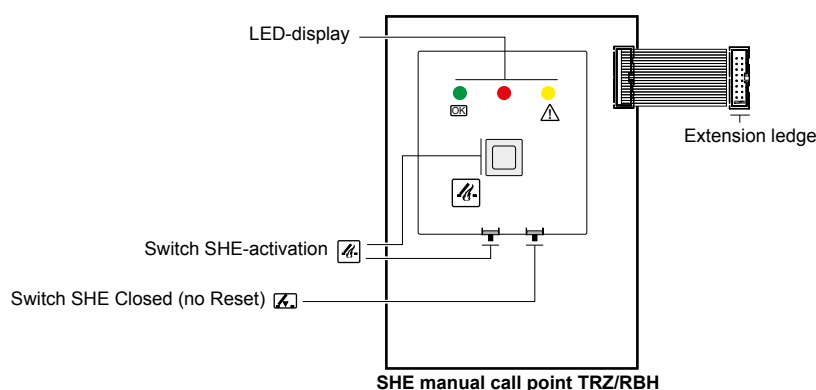 LED-display
OK
Extension ledge
Switch SHE-activation
Switch SHE Closed (no Reset)
SHE manual call point TRZ/RBH